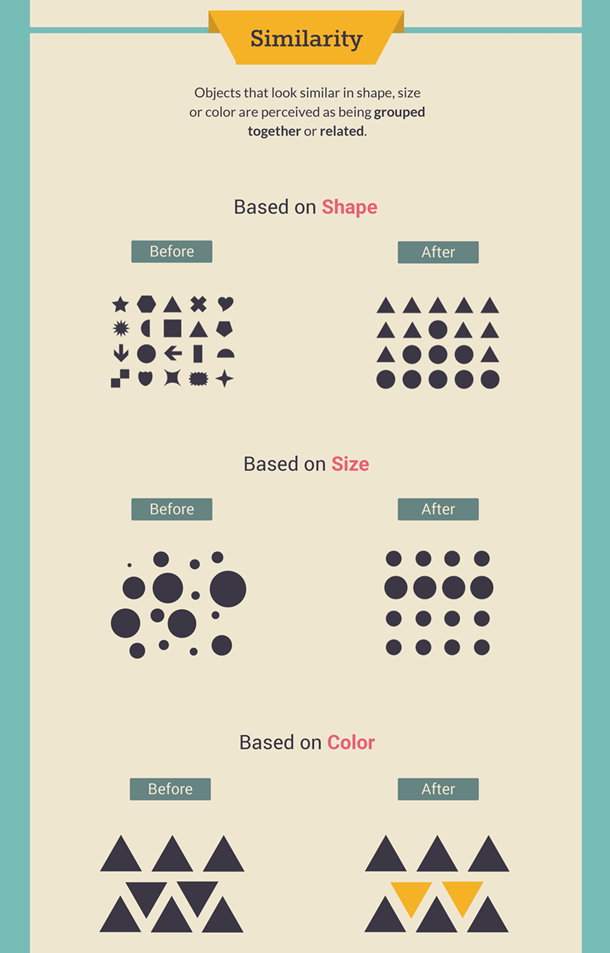 Similarity
Objects that look similar in shape, size
or color are perceived as being grouped
together or related.
Based on Shape
Before
After
Based on Size
Before
After
Based on Color
Before
After